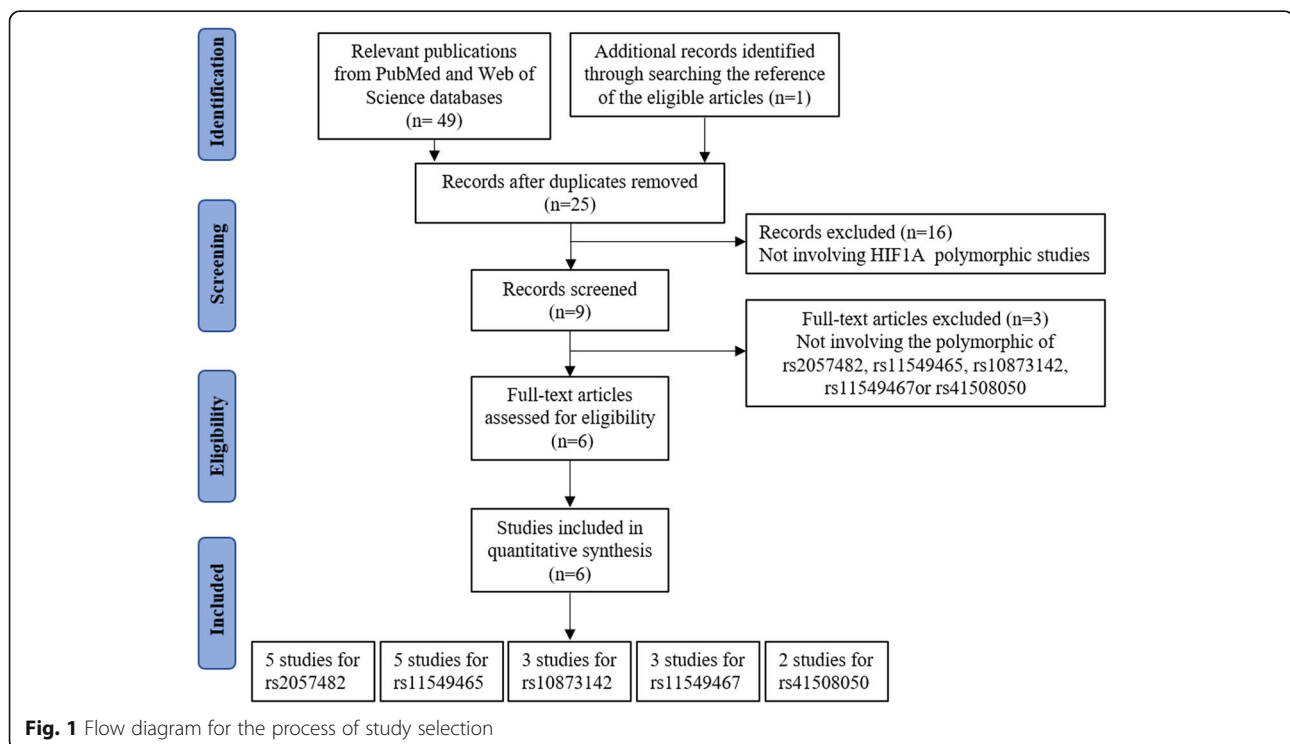 Identification
Relevant publications
from PubMed and Web of
Science databases
(n= 49)
Additional records identified
through searching the reference
of the eligible articles (n=1)
Records after duplicates removed
(n=25)
Screening
Records excluded (n=16)
Not involving HIF1A polymorphic studies
Records screened
(n=9)
Full-text articles excluded (n=3)
Not involving the polymorphic of
rs2057482, rs11549465, rs10873142,
rs11549467or rs41508050
Eligibility
Full-text articles
assessed for eligibility
(n=6)
Included
Studies included in
quantitative synthesis
(n=6)
5 studies for
rs2057482
5 studies for
rs11549465
3 studies for
rs10873142
3 studies for
rs11549467
2 studies for
rs41508050
Fig. 1 Flow diagram for the process of study selection